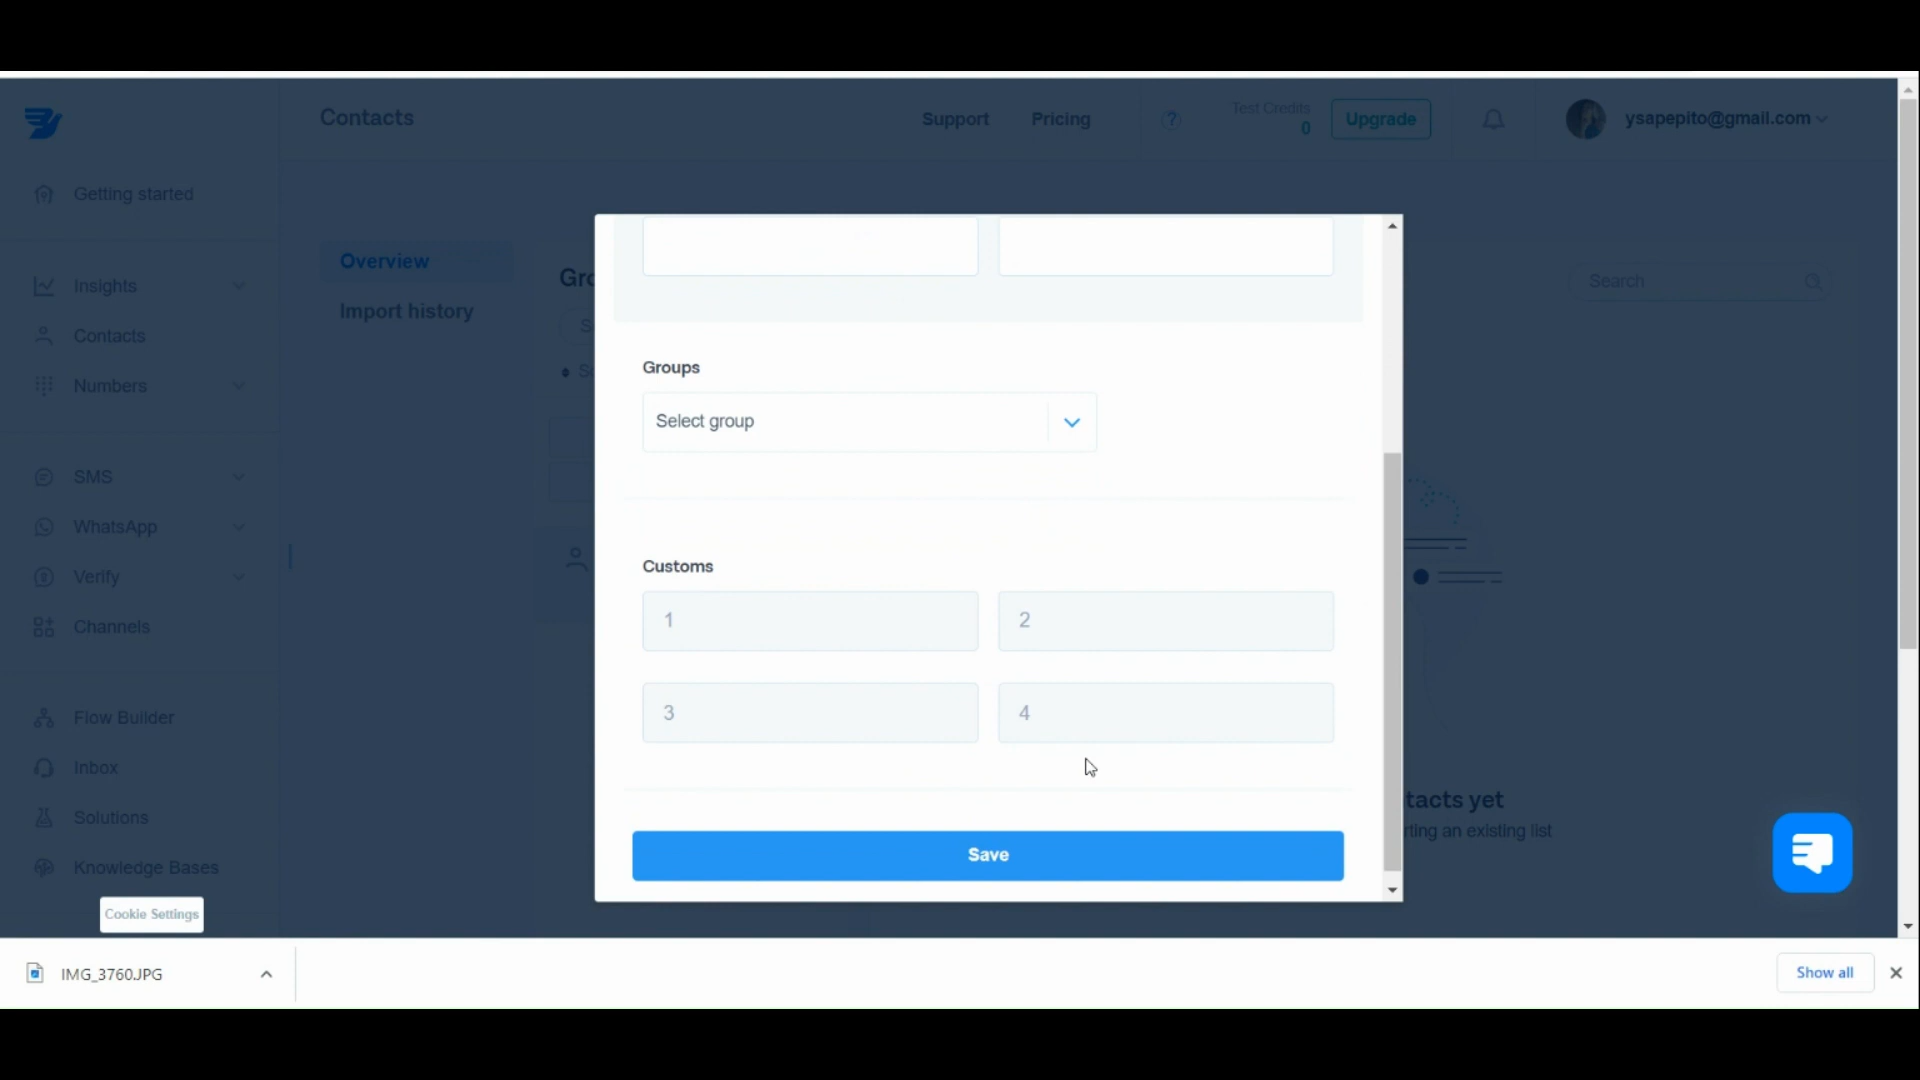 Contacts
Support
Pricing
?
Test Credits
0
Upgrade
ysapepito@gmail.com
Getting started
Insights
Contacts
Numbers
SMS
WhatsApp
Verify
Channels
Flow Builder
Inbox
Solutions
Knowledge Bases
Cookie Settings
Overview
Import history
Gro
S
S
Search
Groups
Select group
Customs
1
2
3
4
Save
tacts yet
rting an existing list
IMG_3760.JPG
Show all